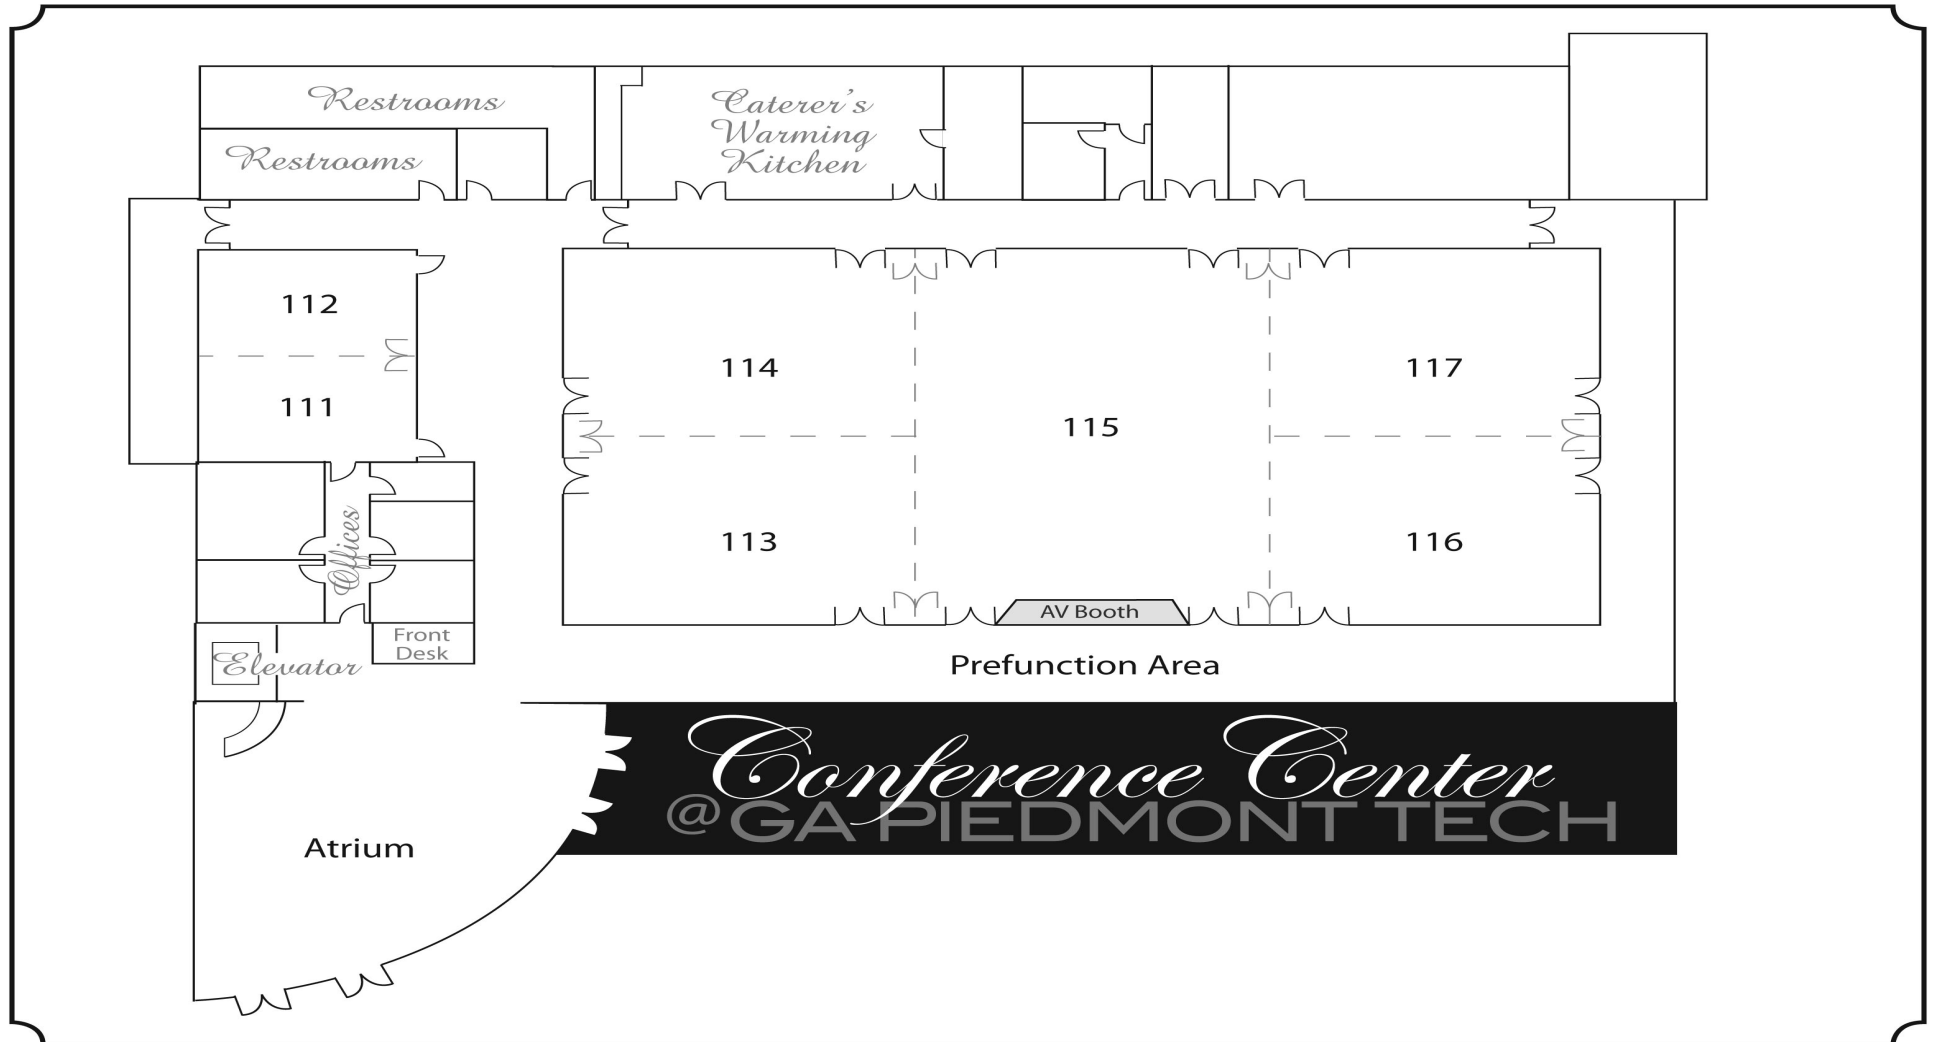 Restrooms
Restrooms
Caterer's
Warming
Kitchen
112
111
114
117
115
113
116
Offices
AV Booth
Front
Desk
Elevator
Prefunction Area
Conference Center
@GA PIEDMONT TECH
Atrium